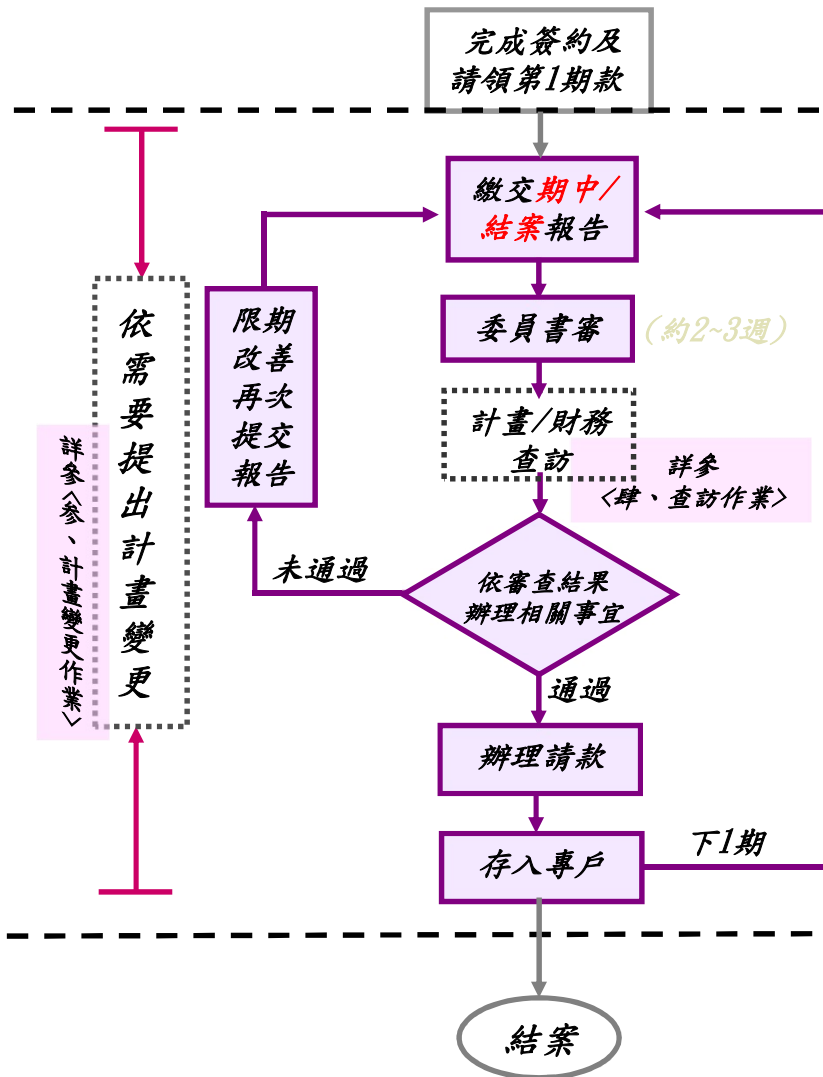 完成簽約及
請領第1期款
繳交期中/
結案報告
委員書審
(約2~3週)
計畫/財務
查訪
詳參
<肆、查訪作業>
依審查結果
辦理相關事宜
未通過
限期
改善
再次
提交
報告
通過
辦理請款
存入專戶
下1期
結案
依需要提出計畫變更
詳參<參、計畫變更作業>